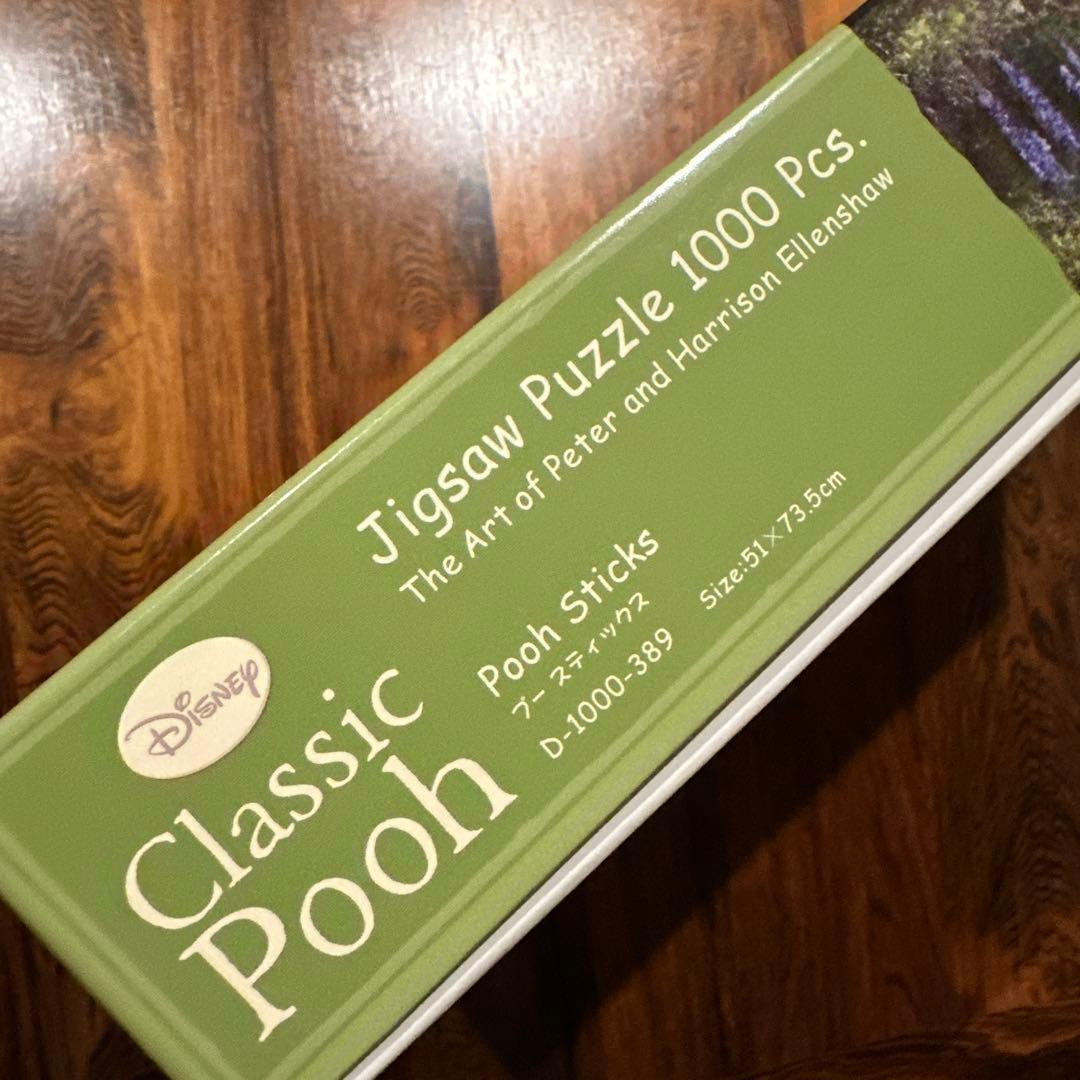 Jigsaw Puzzle 1000 Pcs.
The Art of Peter and Harrison Ellenshaw
Disney
Classic
Pooh
Pooh Sticks
プー スティックス
D-1000-389
Size:51×73.5cm